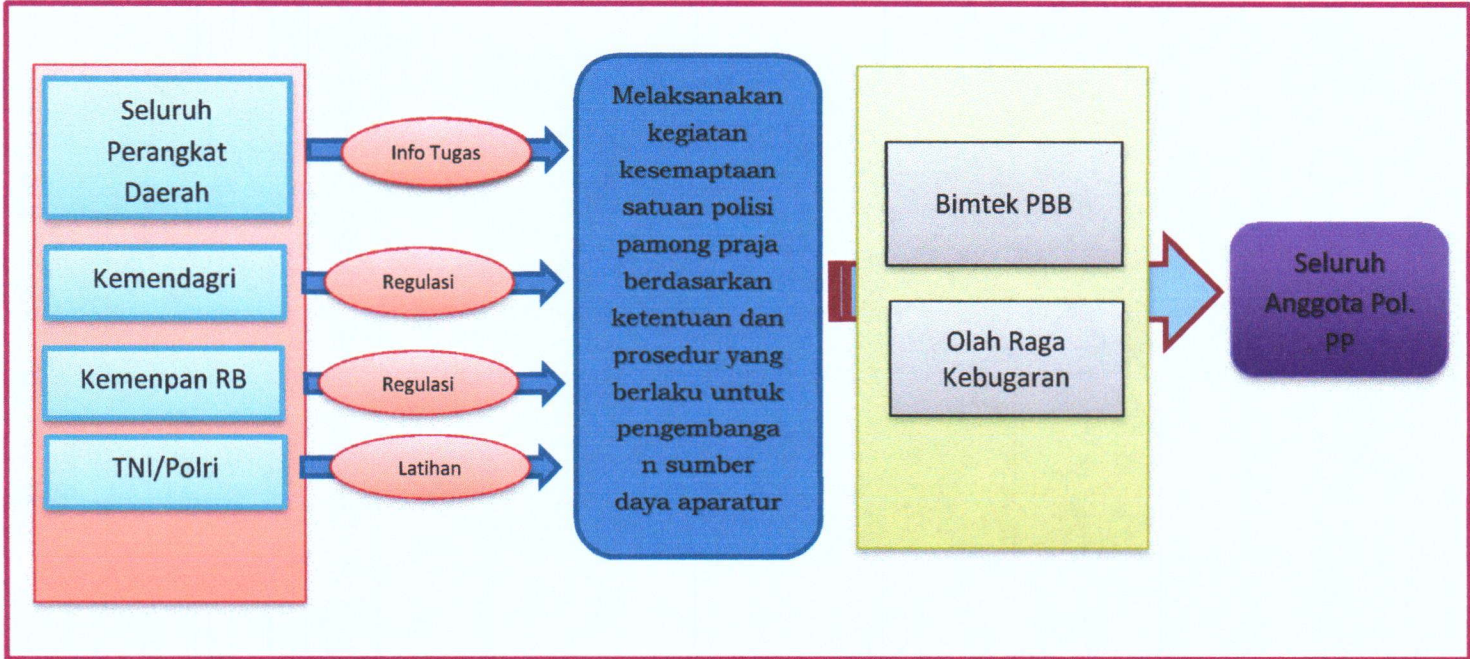 Seluruh
Perangkat
Daerah
Kemendagri
Kemenpan RB
TNI/Polri
Info Tugas
Regulasi
Regulasi
Latihan
Melaksanakan
kegiatan
kesemaptaan
satuan polisi
pamong praja
berdasarkan
ketentuan dan
prosedur yang
berlaku untuk
pengembanga
n sumber
daya aparatur
Bimtek PBB
Olah Raga
Kebugaran
Seluruh
Anggota Pol.
PP